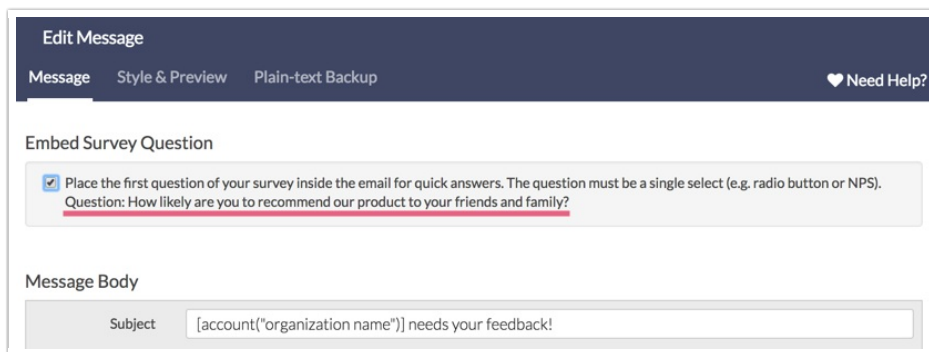 Edit Message
Message Style & Preview Plain-text Backup Need Help?
Embed Survey Question
Place the first question of your survey inside the email for quick answers. The question must be a single select (e.g. radio button or NPS).
Question: How likely are you to recommend our product to your friends and family?
Message Body
Subject [account("organization name")] needs your feedback!